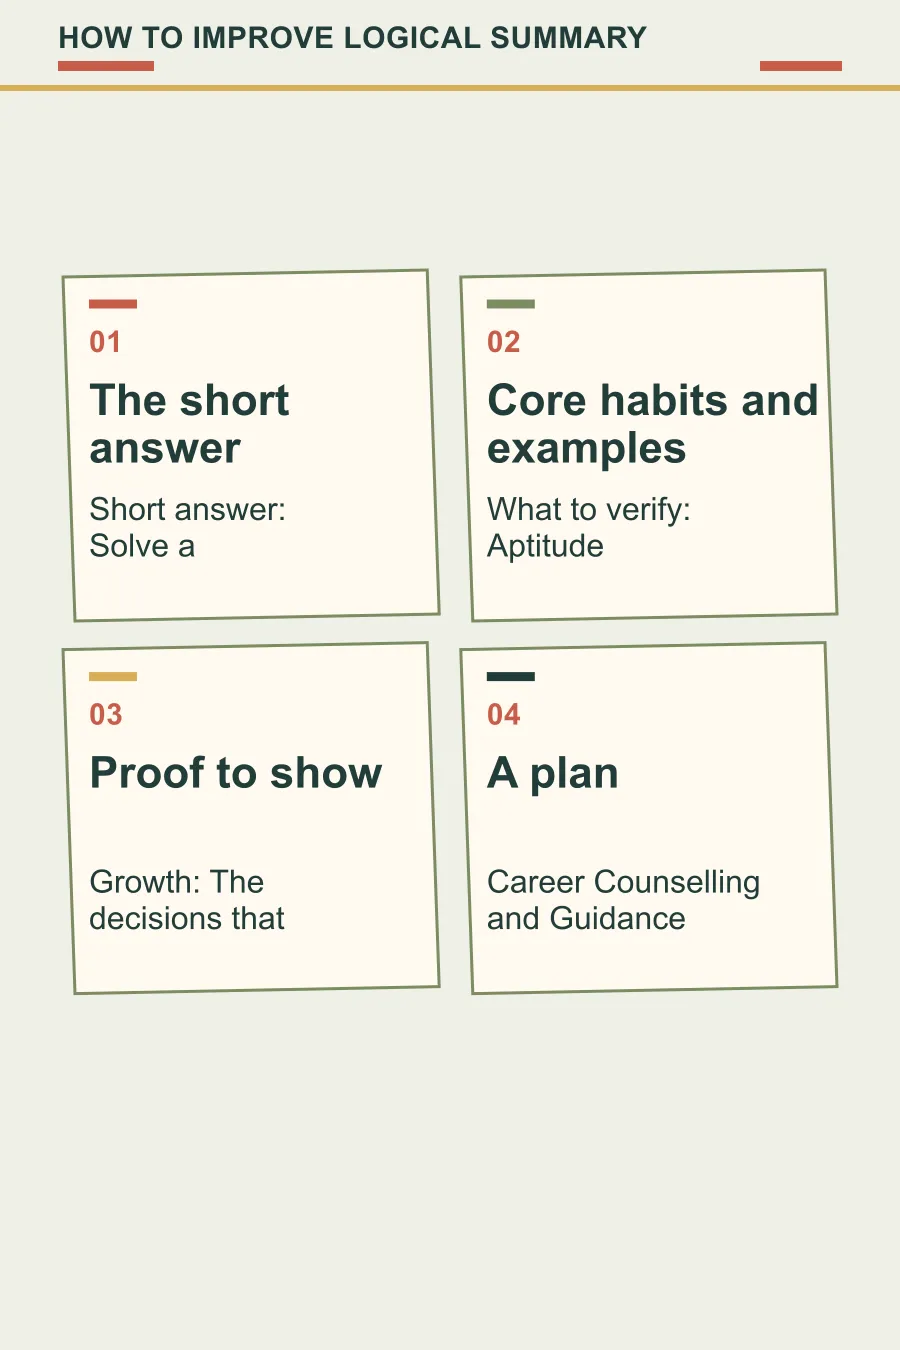 HOW TO IMPROVE LOGICAL SUMMARY
01
The short
answer
Short answer:
Solve a
02
Core habits and
examples
What to verify:
Aptitude
03
Proof to show
Growth: The
decisions that
04
A plan
Career Counselling
and Guidance